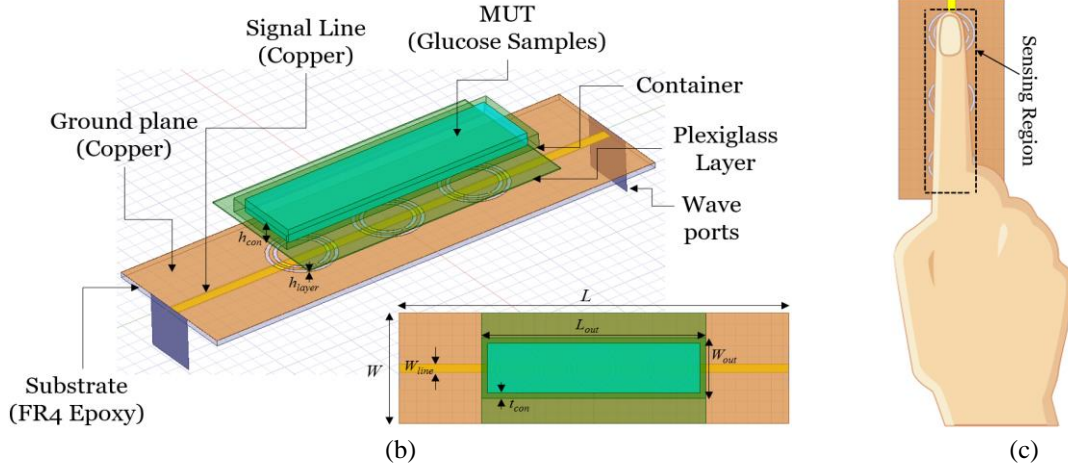 MUT
(Glucose Samples)
Signal Line
(Copper)
Container
Ground plane
(Copper)
Plexiglass
Layer
Wave
ports
h_con
h_layer
Substrate
(FR4 Epoxy)
L
L_out
W
W_line
W_out
t_con
(b)
Sensing Region
(c)